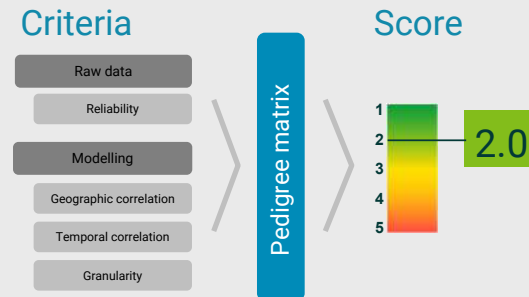 Criteria
Raw data
Reliability
Modelling
Geographic correlation
Temporal correlation
Granularity
Pedigree matrix
Score
1
2
3
4
5
2.0